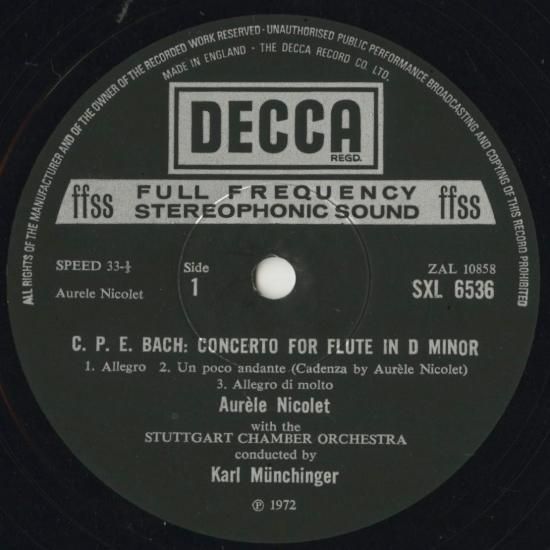 ALL RIGHTS OF THE MANUFACTURER AND OF THE OWNER OF THE RECORDED WORK RESERVED · UNAUTHORISED PUBLIC PERFORMANCE BROADCASTING AND COPYING OF THIS RECORD PROHIBITED
MADE IN ENGLAND · THE DECCA RECORD CO. LTD.
DECCA
REGD.
ffss FULL FREQUENCY ffss
STEREOPHONIC SOUND
SPEED 33-⅓ Side ZAL 10858
Aurele Nicolet 1 SXL 6536
C. P. E. BACH: CONCERTO FOR FLUTE IN D MINOR
1. Allegro 2. Un poco andante (Cadenza by Aurèle Nicolet)
3. Allegro di molto
Aurèle Nicolet
with the
STUTTGART CHAMBER ORCHESTRA
conducted by
Karl Münchinger
℗ 1972